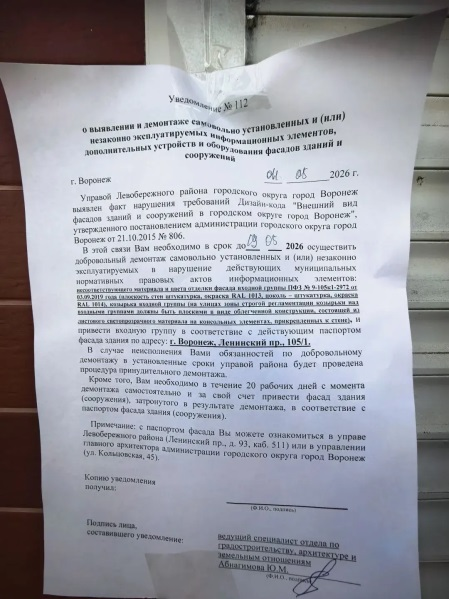 Уведомление № 112
о выявлении и демонтаже самовольно установленных и (или)
незаконно эксплуатируемых информационных элементов,
дополнительных устройств и оборудования фасадов зданий и
сооружений
г. Воронеж 04 05 2026 г.
Управой Левобережного района городского округа город Воронеж
выявлен факт нарушения требований Дизайн-кода "Внешний вид
фасадов зданий и сооружений в городском округе город Воронеж",
утвержденного постановлением администрации городского округа город
Воронеж от 21.10.2015 № 806.
В этой связи Вам необходимо в срок до 19 05 2026 осуществить
добровольный демонтаж самовольно установленных и (или) незаконно
эксплуатируемых в нарушение действующих муниципальных
нормативных правовых актов информационных элементов:
несоответствующего материала и цвета отделки фасада входной группы (ПФЗ № 9-105к1-2972 от
03.09.2019 года (плоскость стен штукатурка, окраска RAL 1013, цоколь – штукатурка, окраска
RAL 1014), козырька входной группы (на улицах зоны строгой регламентации козырьки над
входными группами должны быть плоскими в виде облегченной конструкции, состоящей из
листового светопрозрачного материала на консольных элементах, прикрепленных к стене), и
привести входную группу в соответствие с действующим паспортом
фасада здания по адресу: г. Воронеж, Ленинский пр., 105/1.
В случае неисполнения Вами обязанностей по добровольному
демонтажу в установленные сроки управой района будет проведена
процедура принудительного демонтажа.
Кроме того, Вам необходимо в течение 20 рабочих дней с момента
демонтажа самостоятельно и за свой счет привести фасад здания
(сооружения), затронутого в результате демонтажа, в соответствие с
паспортом фасада здания (сооружения).
Примечание: с паспортом фасада Вы можете ознакомиться в управе
Левобережного района (Ленинский пр., д. 93, каб. 511) или в управлении
главного архитектора администрации городского округа город Воронеж
(ул. Кольцовская, 45).
Копию уведомления
получил:
(Ф.И.О., подпись)
Подпись лица,
составившего уведомление:
ведущий специалист отдела по
градостроительству, архитектуре и
земельным отношениям
Абнагимова Ю.М.
(Ф.И.О., подпись)